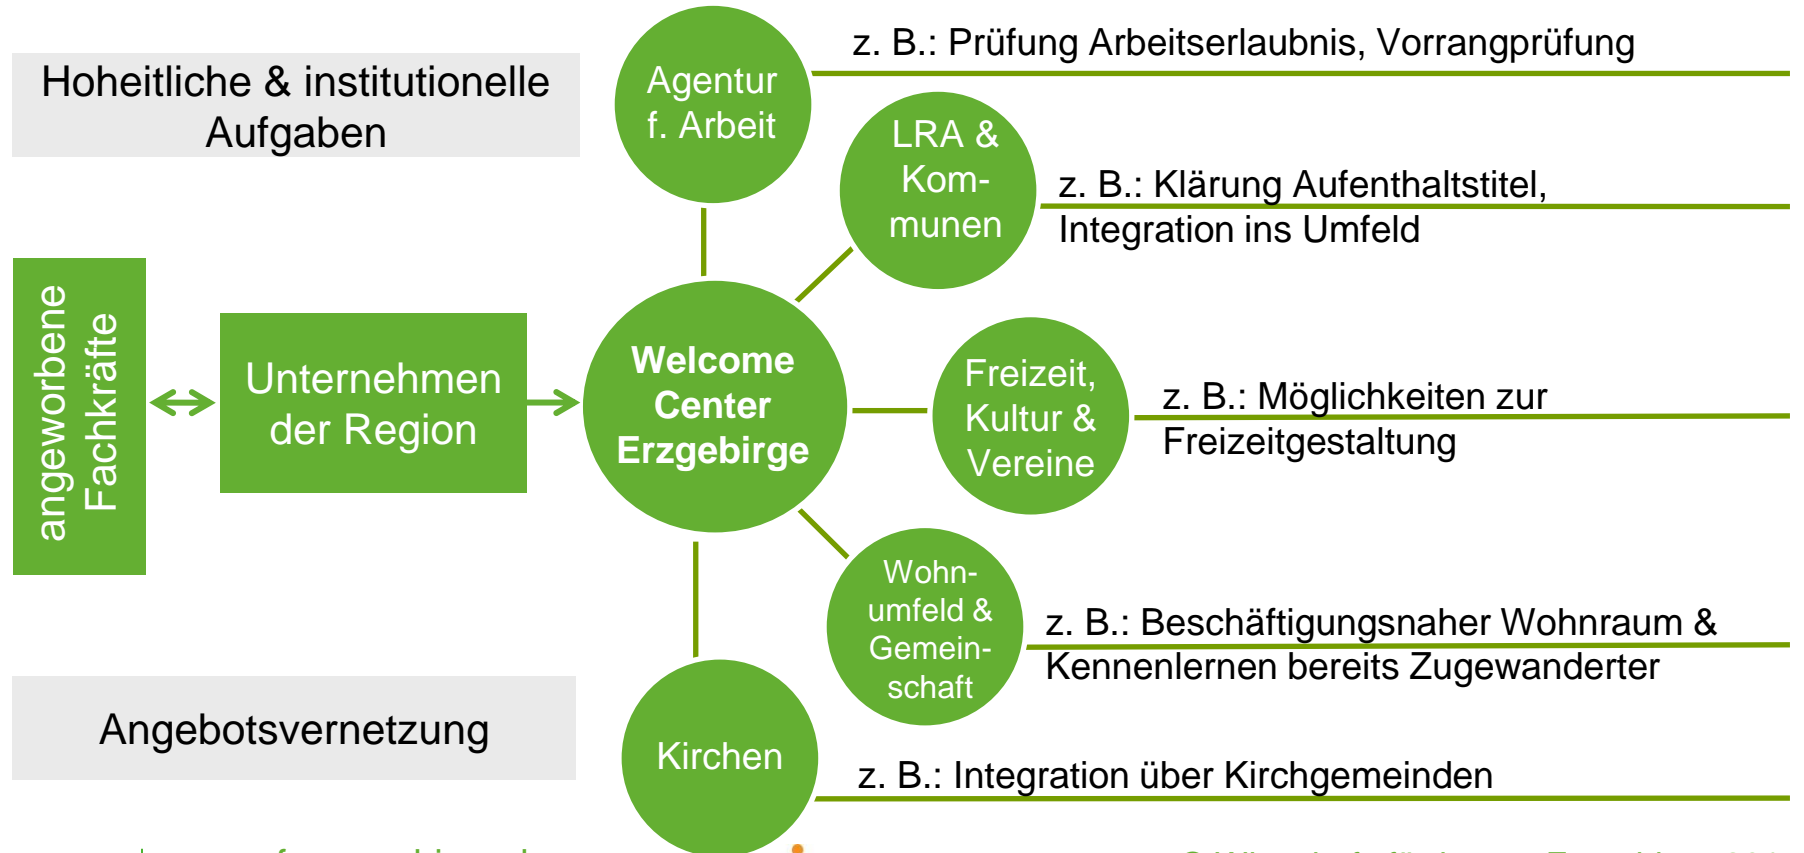 Hoheitliche & institutionelle
Aufgaben
Agentur
f. Arbeit
z. B.: Prüfung Arbeitserlaubnis, Vorrangprüfung
LRA &
Kom-
munen
z. B.: Klärung Aufenthaltstitel,
Integration ins Umfeld
angeworbene
Fachkräfte
Unternehmen
der Region
Welcome
Center
Erzgebirge
Freizeit,
Kultur &
Vereine
z. B.: Möglichkeiten zur
Freizeitgestaltung
Wohn-
umfeld &
Gemein-
schaft
z. B.: Beschäftigungsnaher Wohnraum &
Kennenlernen bereits Zugewanderter
Angebotsvernetzung
Kirchen
z. B.: Integration über Kirchgemeinden